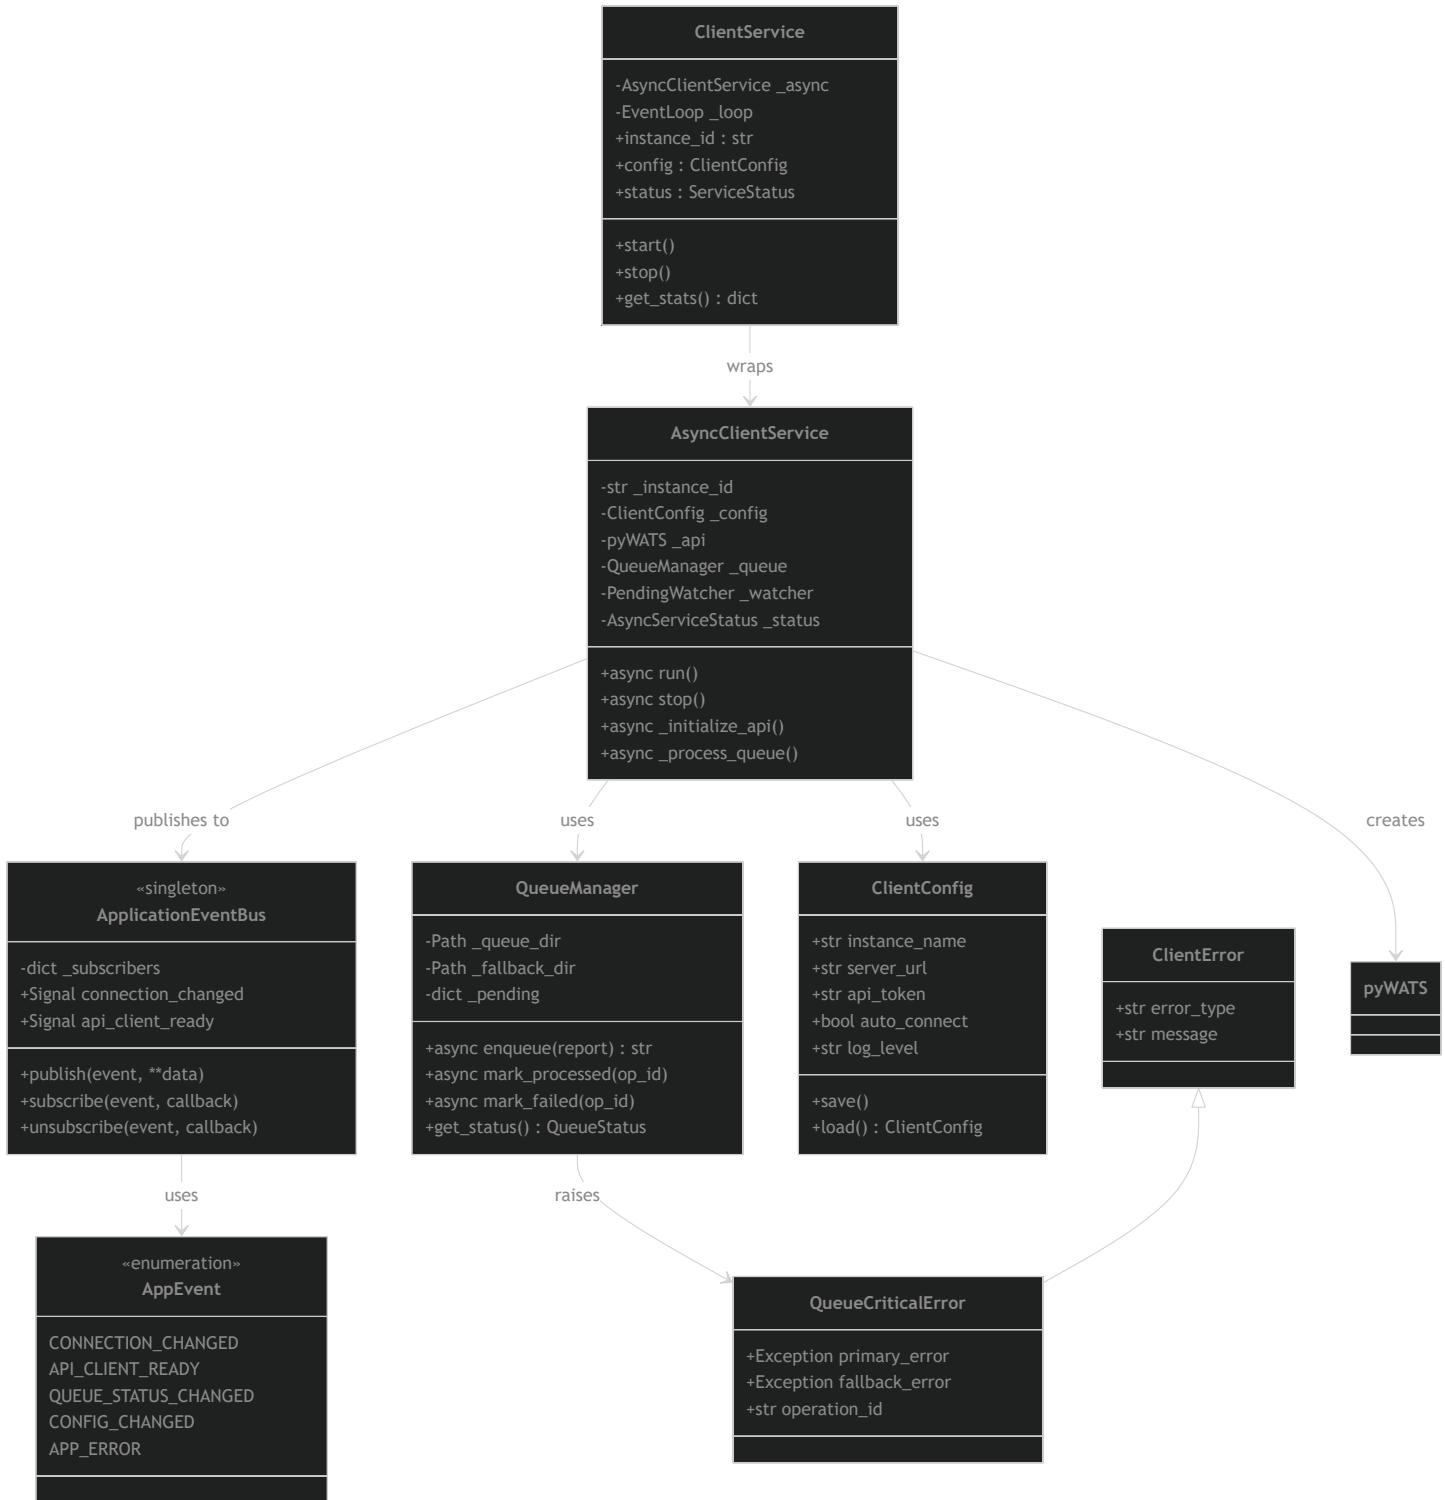 ClientService
-AsyncClientService _async
-EventLoop _loop
+instance_id : str
+config : ClientConfig
+status : ServiceStatus
+start()
+stop()
+get_stats() : dict
wraps
AsyncClientService
-str _instance_id
-ClientConfig _config
-pyWATS _api
-QueueManager _queue
-PendingWatcher _watcher
-AsyncServiceStatus _status
+async run()
+async stop()
+async _initialize_api()
+async _process_queue()
publishes to
uses
uses
creates
«singleton»
ApplicationEventBus
-dict _subscribers
+Signal connection_changed
+Signal api_client_ready
+publish(event, **data)
+subscribe(event, callback)
+unsubscribe(event, callback)
QueueManager
-Path _queue_dir
-Path _fallback_dir
-dict _pending
+async enqueue(report) : str
+async mark_processed(op_id)
+async mark_failed(op_id)
+get_status() : QueueStatus
ClientConfig
+str instance_name
+str server_url
+str api_token
+bool auto_connect
+str log_level
+save()
+load() : ClientConfig
ClientError
+str error_type
+str message
pyWATS
uses
raises
«enumeration»
AppEvent
CONNECTION_CHANGED
API_CLIENT_READY
QUEUE_STATUS_CHANGED
CONFIG_CHANGED
APP_ERROR
QueueCriticalError
+Exception primary_error
+Exception fallback_error
+str operation_id